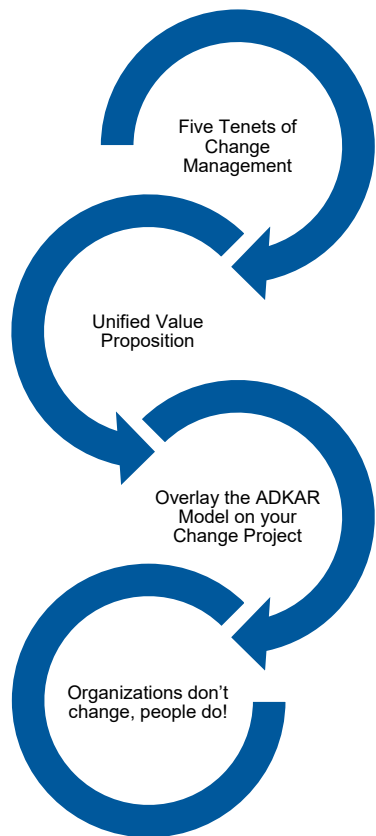 Five Tenets of
Change
Management
Unified Value
Proposition
Overlay the ADKAR
Model on your
Change Project
Organizations don’t
change, people do!